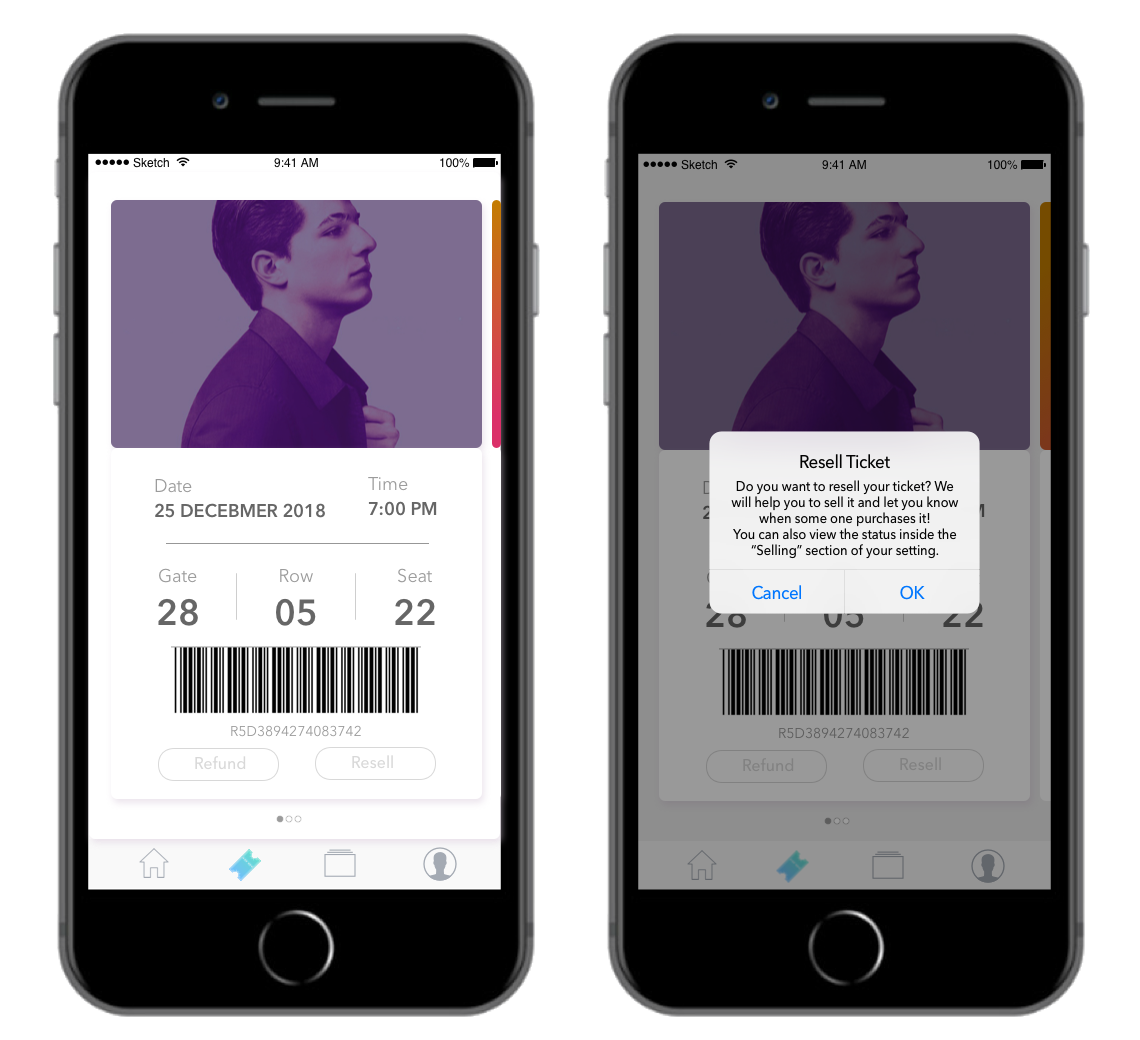 Sketch 9:41 AM 100%
Date Time
25 DECEBMER 2018 7:00 PM
Gate Row Seat
28 05 22
R5D3894274083742
Refund Resell
Sketch 9:41 AM 100%
Resell Ticket
Do you want to resell your ticket? We
will help you to sell it and let you know
when some one purchases it!
You can also view the status inside the
“Selling” section of your setting.
Cancel OK
28 05 22
R5D3894274083742
Refund Resell